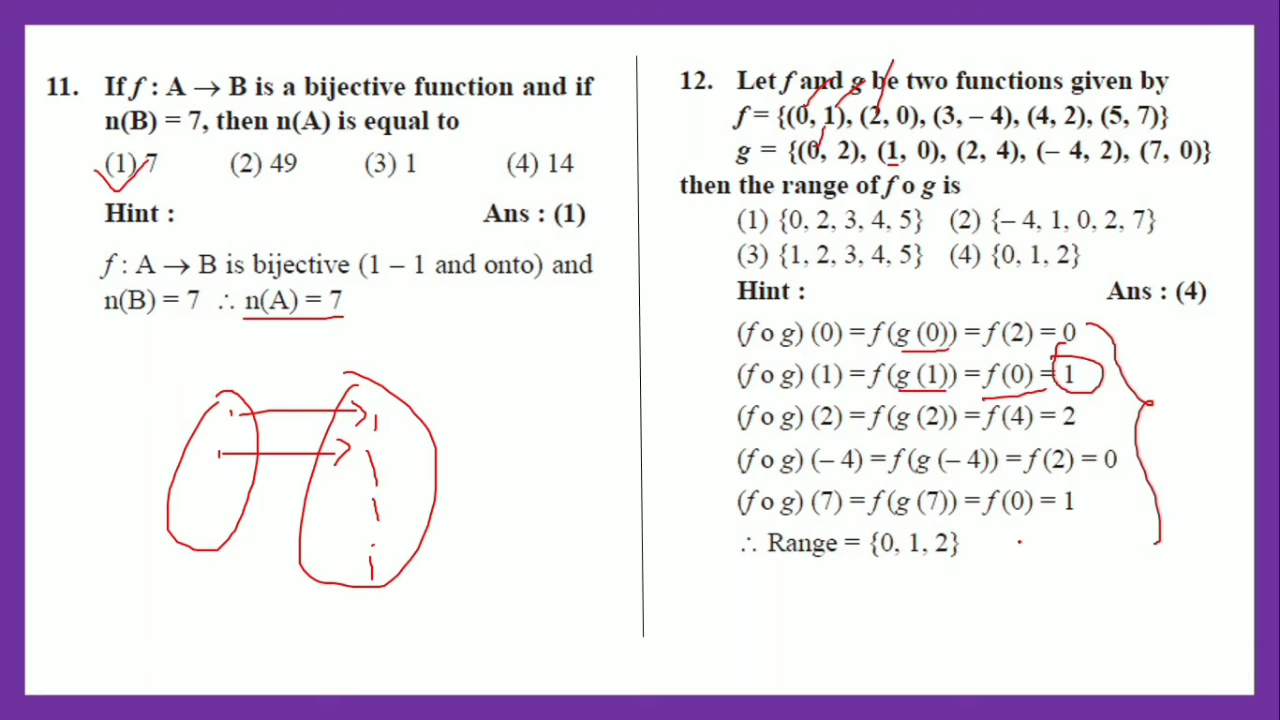 11. If f : A → B is a bijective function and if
n(B) = 7, then n(A) is equal to
(1) 7 (2) 49 (3) 1 (4) 14
Hint : Ans : (1)
f : A → B is bijective (1 – 1 and onto) and
n(B) = 7 ∴ n(A) = 7
12. Let f and g be two functions given by
f = {(0, 1), (2, 0), (3, – 4), (4, 2), (5, 7)}
g = {(0, 2), (1, 0), (2, 4), (– 4, 2), (7, 0)}
then the range of f o g is
(1) {0, 2, 3, 4, 5} (2) {– 4, 1, 0, 2, 7}
(3) {1, 2, 3, 4, 5} (4) {0, 1, 2}
Hint : Ans : (4)
(f o g) (0) = f (g (0)) = f (2) = 0
(f o g) (1) = f (g (1)) = f (0) = 1
(f o g) (2) = f (g (2)) = f (4) = 2
(f o g) (– 4) = f (g (– 4)) = f (2) = 0
(f o g) (7) = f (g (7)) = f (0) = 1
∴ Range = {0, 1, 2}